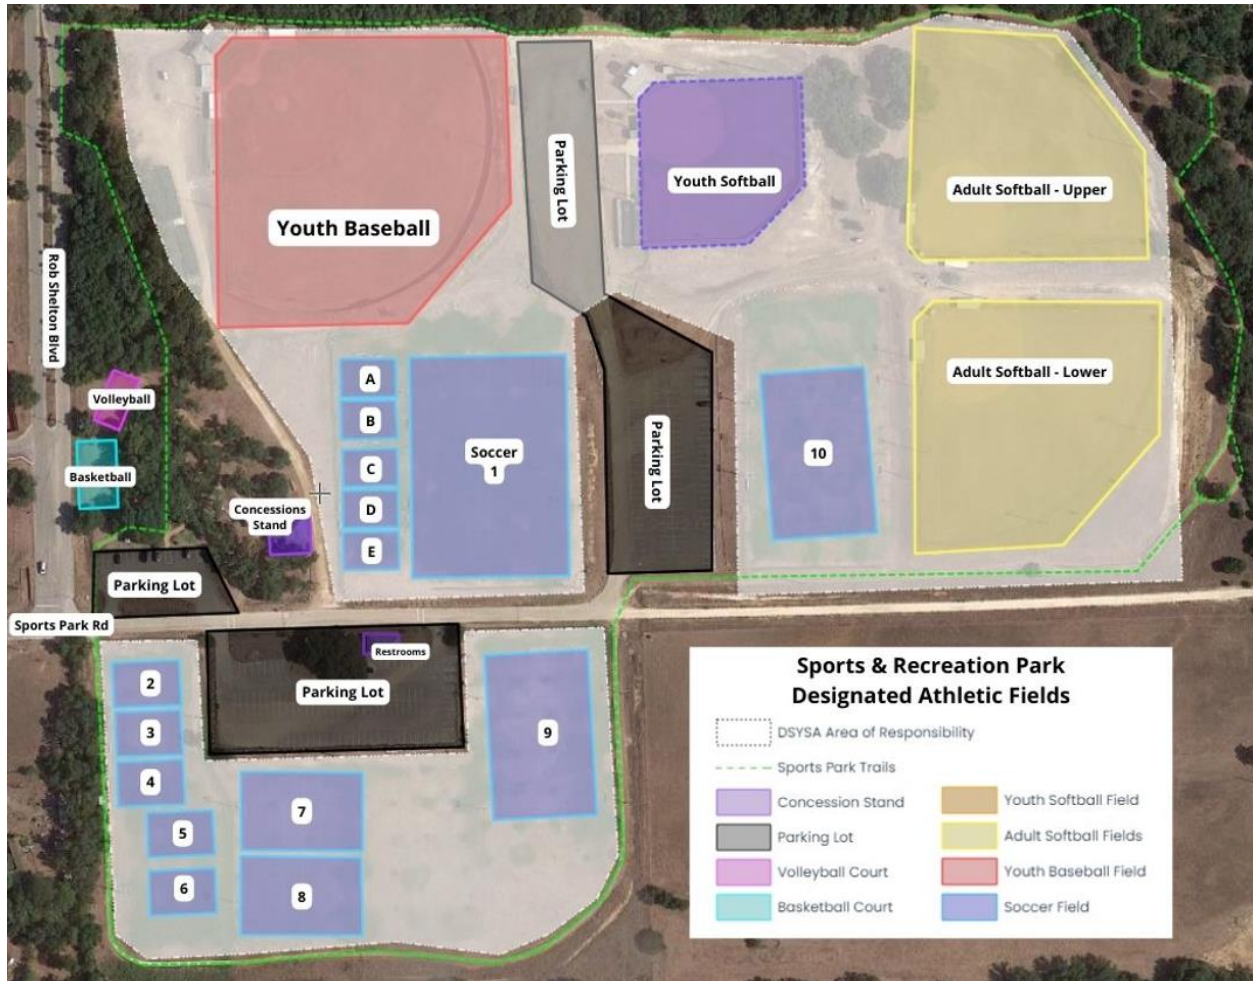 Youth Baseball
Parking Lot
Youth Softball
Adult Softball - Upper
Rob Shelton Blvd
Volleyball
Basketball
Concessions
Stand
A
B
C
D
E
Soccer
1
Parking Lot
10
Adult Softball - Lower
Parking Lot
Sports Park Rd
Restrooms
Parking Lot
2
3
4
5
6
7
8
9
Sports & Recreation Park
Designated Athletic Fields
DSYSA Area of Responsibility
Sports Park Trails
Concession Stand
Parking Lot
Volleyball Court
Basketball Court
Youth Softball Field
Adult Softball Fields
Youth Baseball Field
Soccer Field